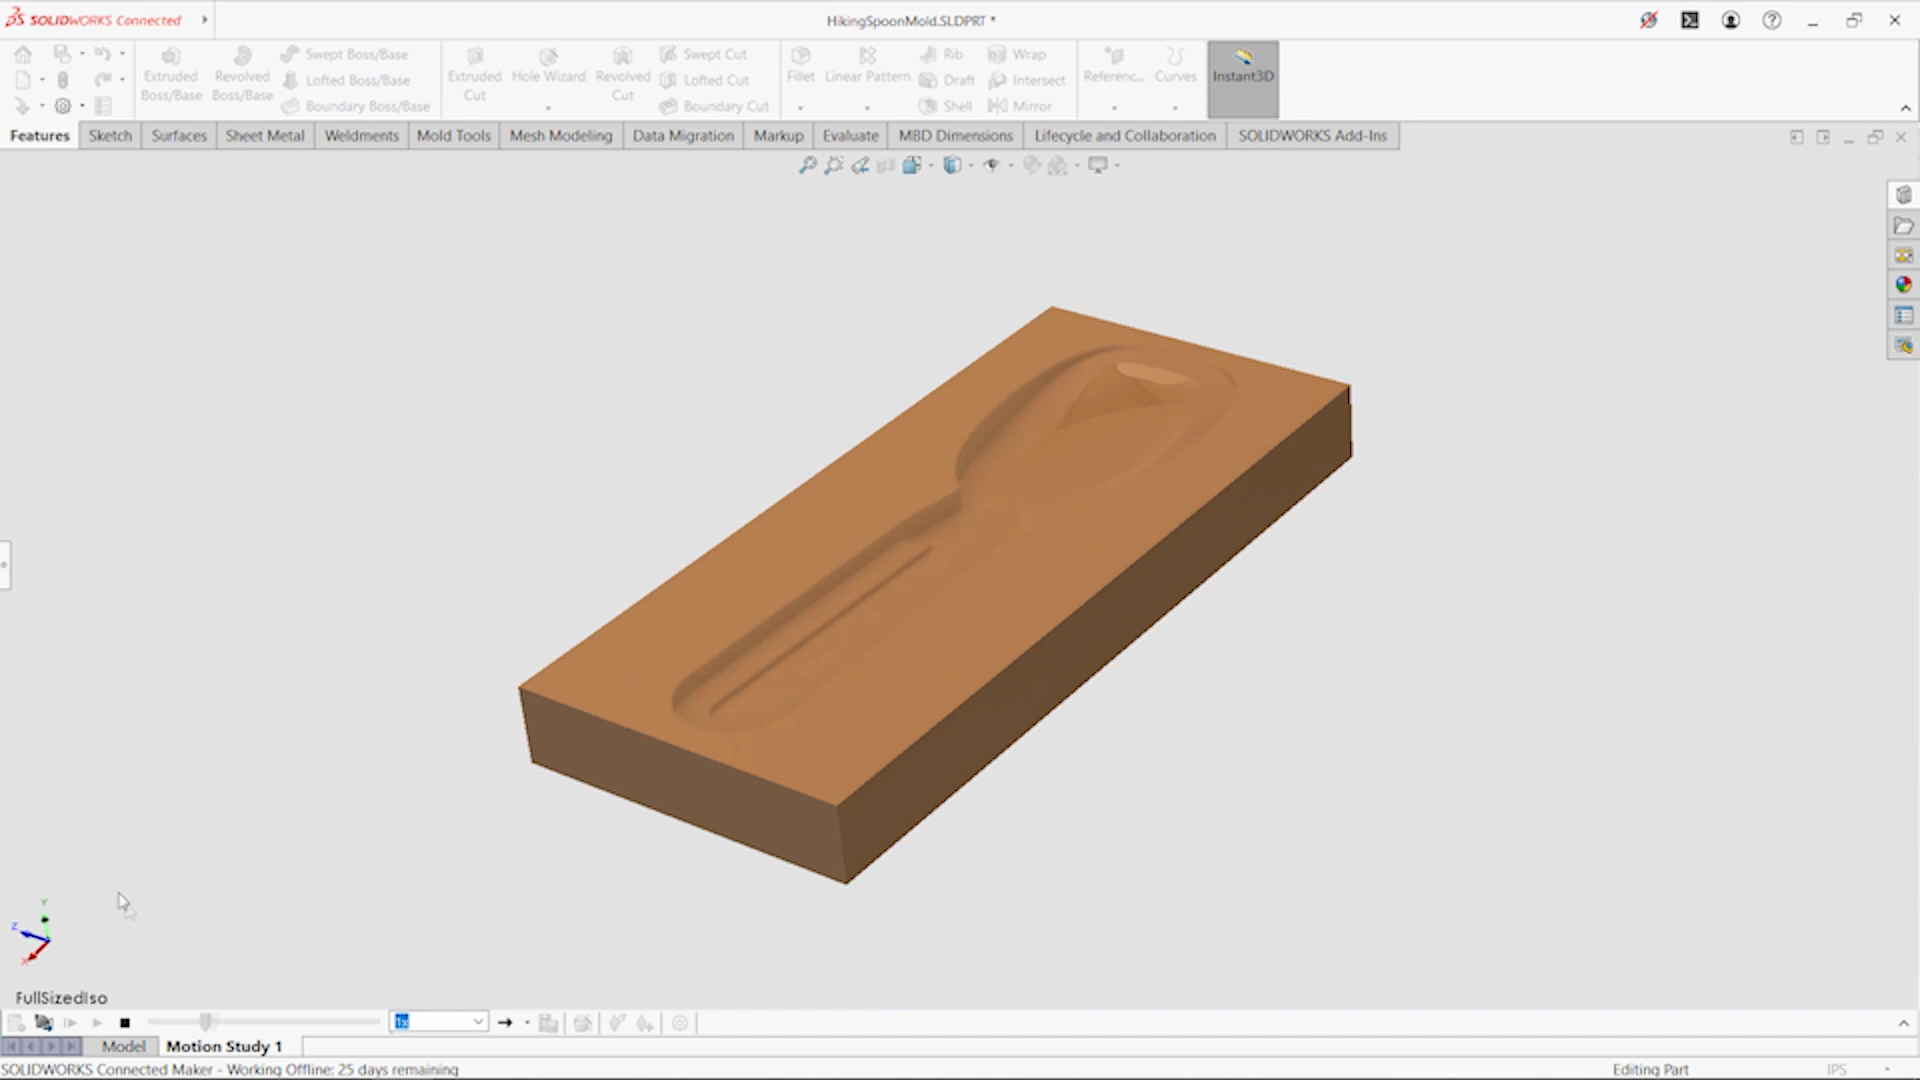 SOLIDWORKS Connected
HikingSpoonMold.SLDPRT *
Extruded Boss/Base
Revolved Boss/Base
Swept Boss/Base
Lofted Boss/Base
Boundary Boss/Base
Extruded Cut
Hole Wizard
Revolved Cut
Swept Cut
Lofted Cut
Boundary Cut
Fillet
Linear Pattern
Rib
Draft
Shell
Wrap
Intersect
Mirror
Referenc...
Curves
Instant3D
Features Sketch Surfaces Sheet Metal Weldments Mold Tools Mesh Modeling Data Migration Markup Evaluate MBD Dimensions Lifecycle and Collaboration SOLIDWORKS Add-Ins
Y
Z
X
FullSizedIso
1x
Model Motion Study 1
SOLIDWORKS Connected Maker - Working Offline: 25 days remaining
Editing Part
IPS